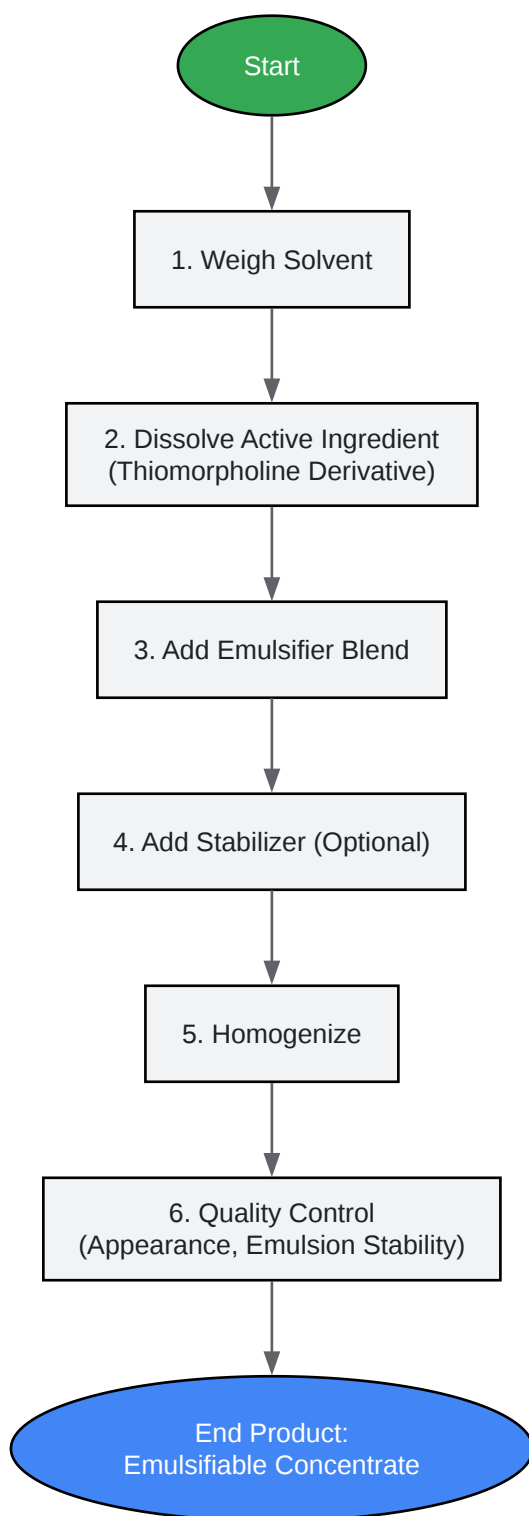 Start
1. Weigh Solvent
2. Dissolve Active Ingredient
(Thiomorpholine Derivative)
3. Add Emulsifier Blend
4. Add Stabilizer (Optional)
5. Homogenize
6. Quality Control
(Appearance, Emulsion Stability)
End Product:
Emulsifiable Concentrate